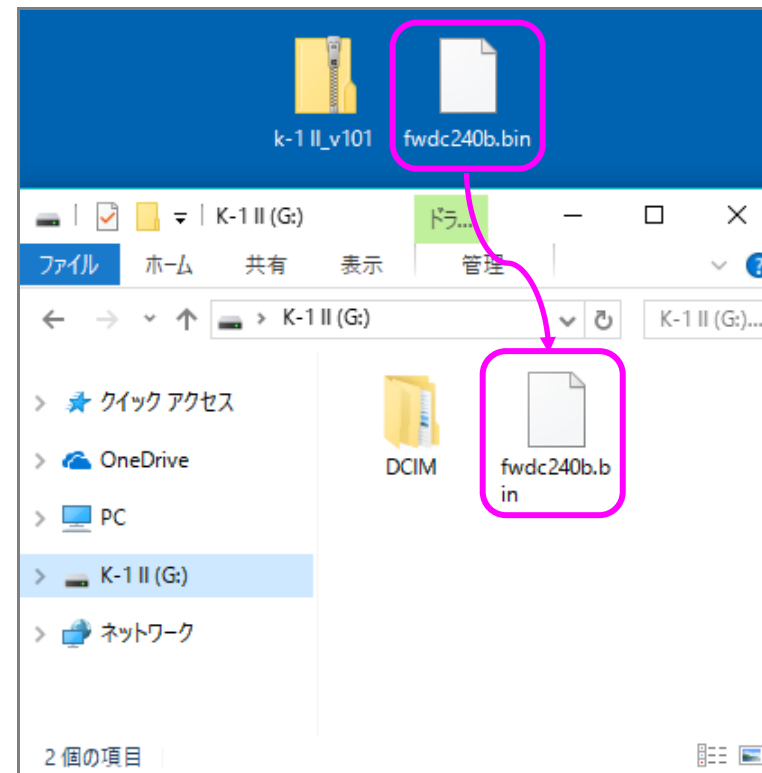 k-1 II_v101
fwdc240b.bin
K-1 II (G:)
ドラ...
ファイル
ホーム
共有
表示
管理
K-1 II (G:)
K-1 II (G:)...
クイック アクセス
OneDrive
PC
K-1 II (G:)
ネットワーク
DCIM
fwdc240b.b
in
2 個の項目